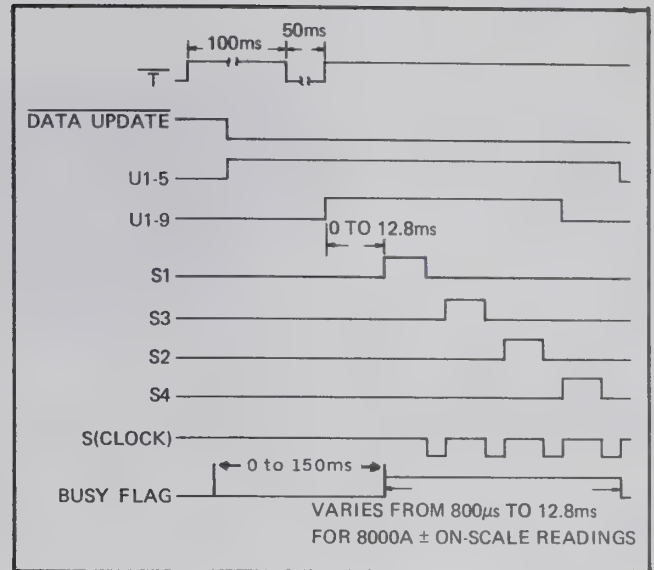 50ms
100ms
T
DATA UPDATE
U1-5
U1-9
0 TO 12.8ms
S1
S3
S2
S4
S(CLOCK)
0 to 150ms
BUSY FLAG
VARIES FROM 800µs TO 12.8ms
FOR 8000A ± ON-SCALE READINGS